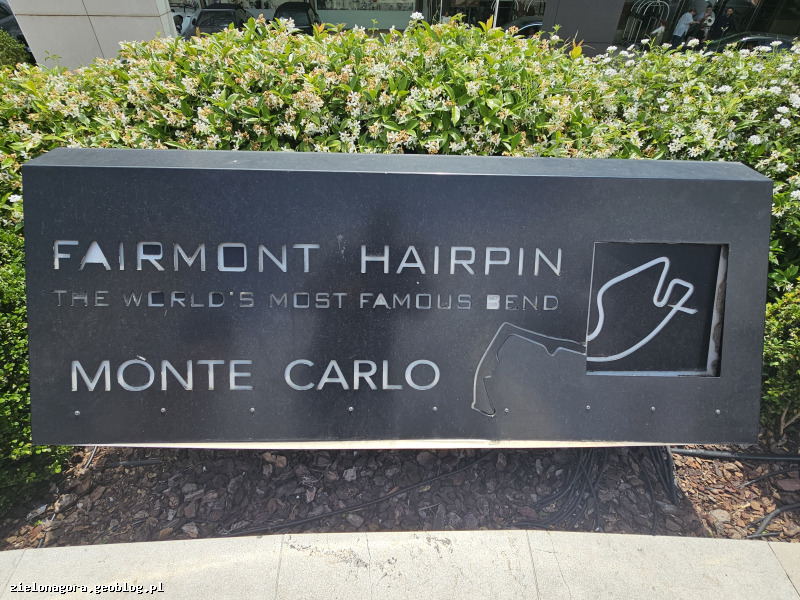 FAIRMONT HAIRPIN
THE WORLD'S MOST FAMOUS BEND
MONTE CARLO
zielonagora.geoblog.pl